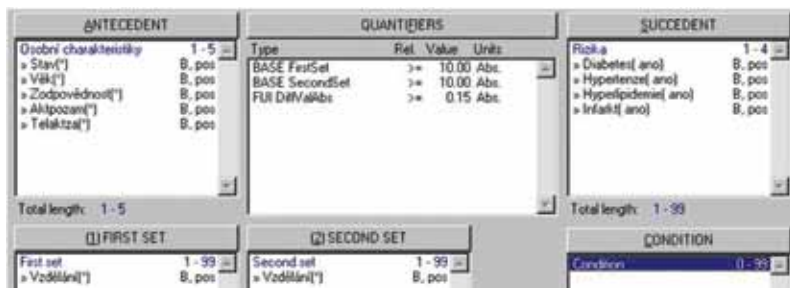 ANTECEDENT
Osobní charakteristiky 1 - 5
» Stav(*) B, pos
» Věk(*) B, pos
» Zodpovědnost(*) B, pos
» Aktpozam(*) B, pos
» Telaktza(*) B, pos
Total length: 1 - 5
QUANTIFIERS
Type Rel. Value Units
BASE FirstSet >= 10.00 Abs.
BASE SecondSet >= 10.00 Abs.
FUI DiffValAbs >= 0.15 Abs.
SUCCEDENT
Rizika 1 - 4
» Diabetes( ano) B, pos
» Hypertenze( ano) B, pos
» Hyperlipidemie( ano) B, pos
» Infarkt( ano) B, pos
Total length: 1 - 99
(1) FIRST SET
First set 1 - 99
» Vzdělání(*) B, pos
(2) SECOND SET
Second set 1 - 99
» Vzdělání(*) B, pos
CONDITION
Condition 0 - 99